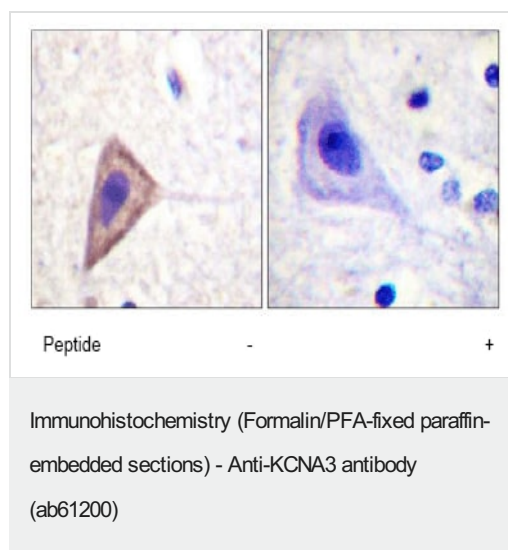 Peptide - +
Immunohistochemistry (Formalin/PFA-fixed paraffin-
embedded sections) - Anti-KCNA3 antibody
(ab61200)